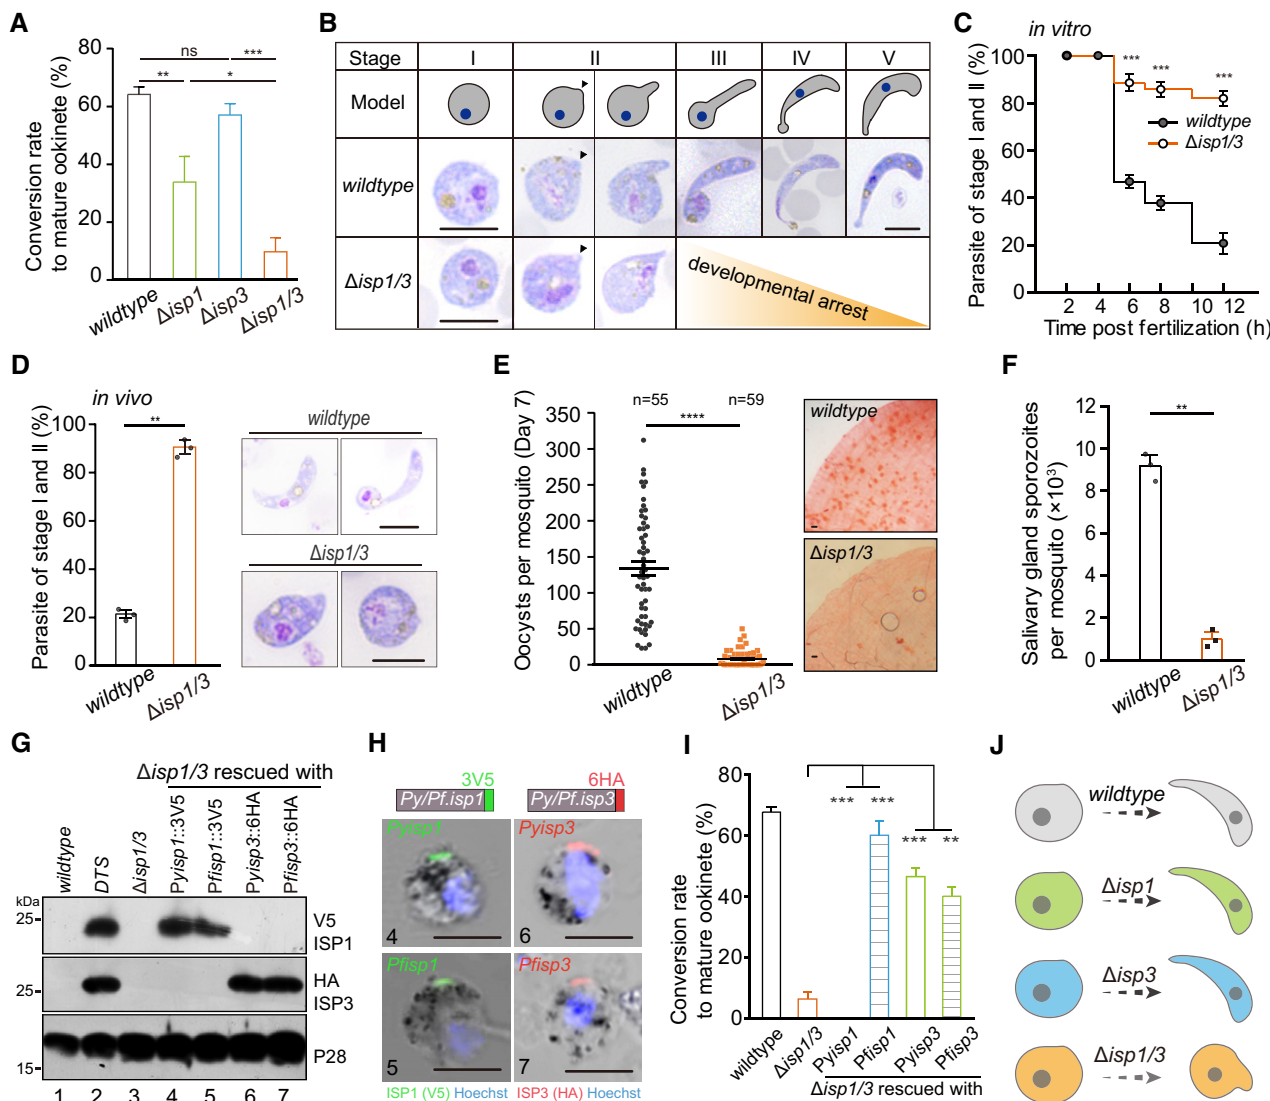 A
Conversion rate
to mature ookinete (%)
80
60
40
20
0
ns
***
**
*
wildtype
Δisp1
Δisp3
Δisp1/3
B
Stage
I
II
III
IV
V
Model
wildtype
Δisp1/3
developmental arrest
C
in vitro
Parasite of stage I and II (%)
100
80
60
40
20
0
***
***
***
wildtype
Δisp1/3
2 4 6 8 10 12
Time post fertilization (h)
D
in vivo
Parasite of stage I and II (%)
100
80
60
40
20
0
**
wildtype
Δisp1/3
wildtype
Δisp1/3
E
Oocysts per mosquito (Day 7)
350
300
250
200
150
100
50
0
n=55
n=59
****
wildtype
Δisp1/3
wildtype
Δisp1/3
F
Salivary gland sporozoites
per mosquito (×10³)
12
10
8
6
4
2
0
**
wildtype
Δisp1/3
G
Δisp1/3 rescued with
wildtype
DTS
Δisp1/3
Pyisp1::3V5
Pfisp1::3V5
Pyisp3::6HA
Pfisp3::6HA
kDa
25
25
15
V5
ISP1
HA
ISP3
P28
1 2 3 4 5 6 7
H
3V5
Py/Pf.isp1
6HA
Py/Pf.isp3
Pyisp1
4
Pyisp3
6
Pfisp1
5
Pfisp3
7
ISP1 (V5) Hoechst
ISP3 (HA) Hoechst
I
Conversion rate
to mature ookinete (%)
80
60
40
20
0
***
***
***
**
wildtype
Δisp1/3
Pyisp1
Pfisp1
Pyisp3
Pfisp3
Δisp1/3 rescued with
J
wildtype
Δisp1
Δisp3
Δisp1/3